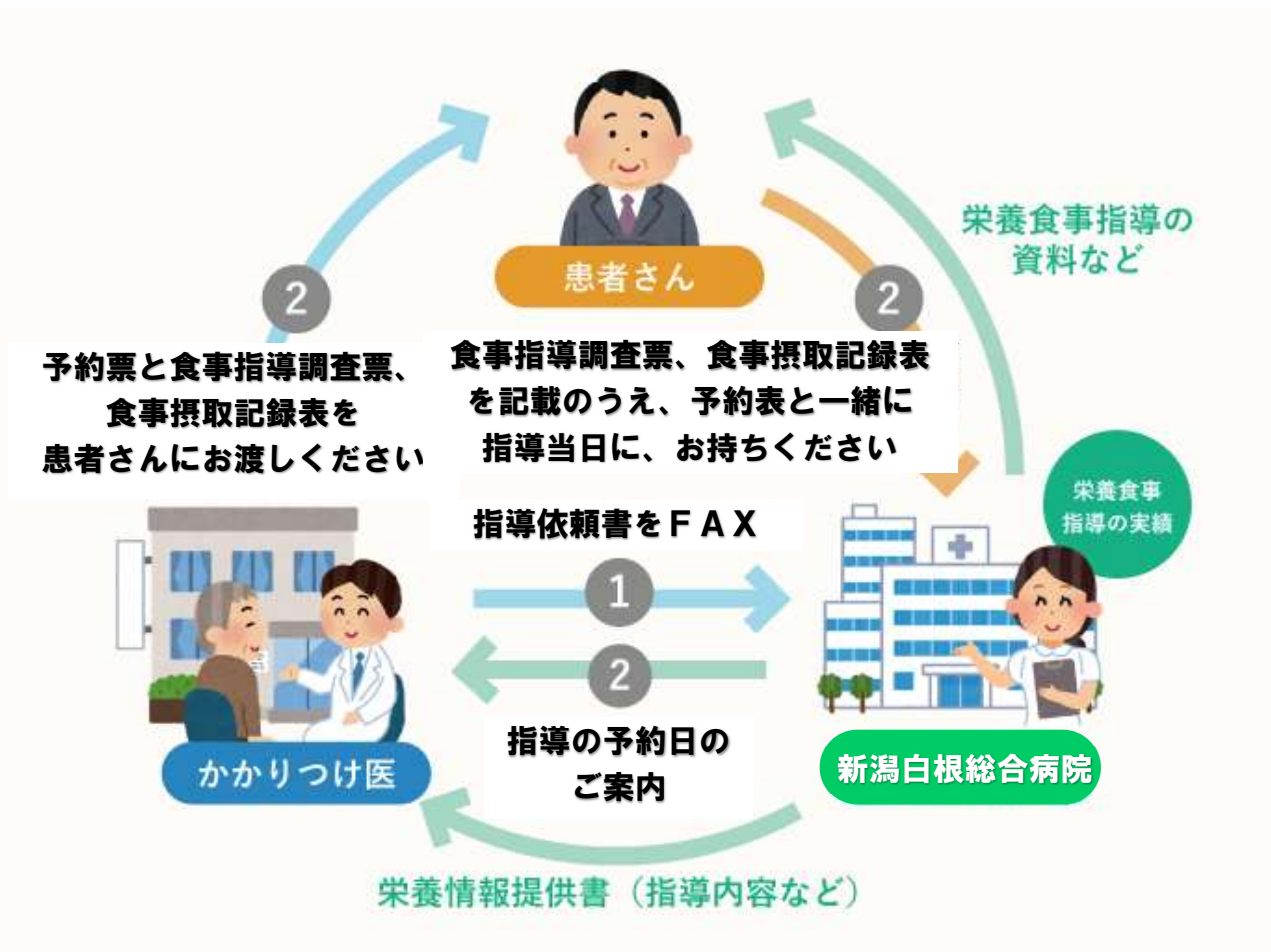 患者さん
栄養食事指導の
資料など
2
2
予約票と食事指導調査票、
食事摂取記録表を
患者さんにお渡しください
食事指導調査票、食事摂取記録表
を記載のうえ、予約表と一緒に
指導当日に、お持ちください
栄養食事
指導の実績
指導依頼書をＦＡＸ
1
2
指導の予約日の
ご案内
かかりつけ医
新潟白根総合病院
栄養情報提供書（指導内容など）